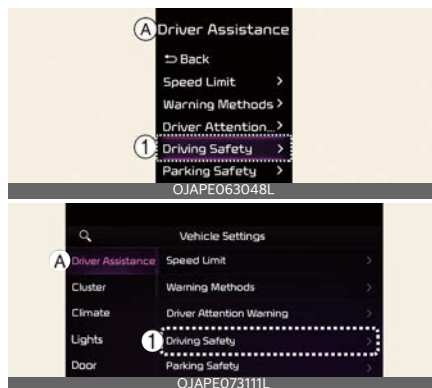 A Driver Assistance
Back
Speed Limit >
Warning Methods >
Driver Attention... >
1 Driving Safety >
Parking Safety >
OJAPE063048L
Vehicle Settings
A Driver Assistance Speed Limit >
Cluster Warning Methods >
Climate Driver Attention Warning >
Lights 1 Driving Safety >
Door Parking Safety >
OJAPE073111L